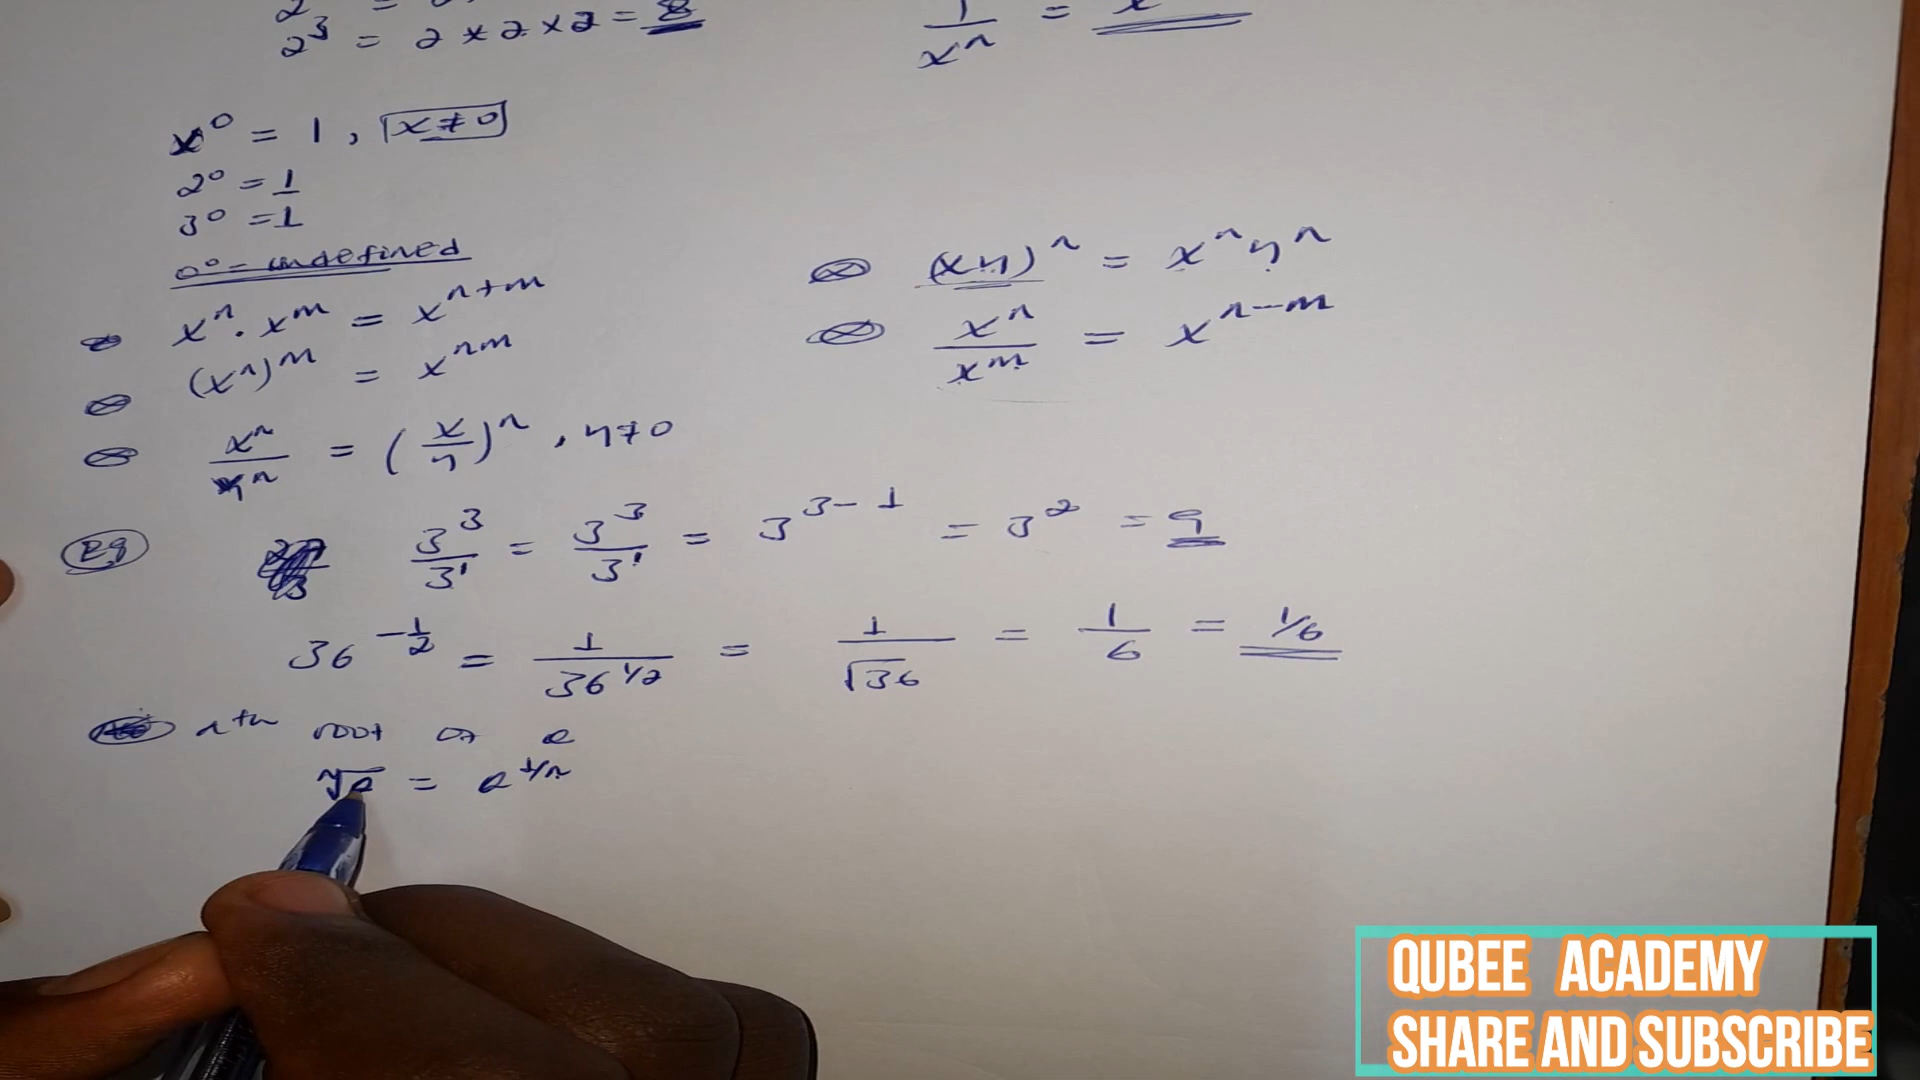 2³ = 2 × 2 × 2 = 8
1/xⁿ = x
x⁰ = 1, x ≠ 0
2⁰ = 1
3⁰ = 1
0⁰ = undefined
xⁿ · xᵐ = xⁿ⁺ᵐ
(xⁿ)ᵐ = xⁿᵐ
xⁿ/yⁿ = (x/y)ⁿ, y≠0
(xy)ⁿ = xⁿyⁿ
xⁿ/xᵐ = xⁿ⁻ᵐ
Eg 3³/3¹ = 3³/3¹ = 3³⁻¹ = 3² = 9
36^(-1/2) = 1/36^(1/2) = 1/√36 = 1/6 = 1/6
nth root of a
ⁿ√a = a^(1/n)
QUBEE ACADEMY
SHARE AND SUBSCRIBE